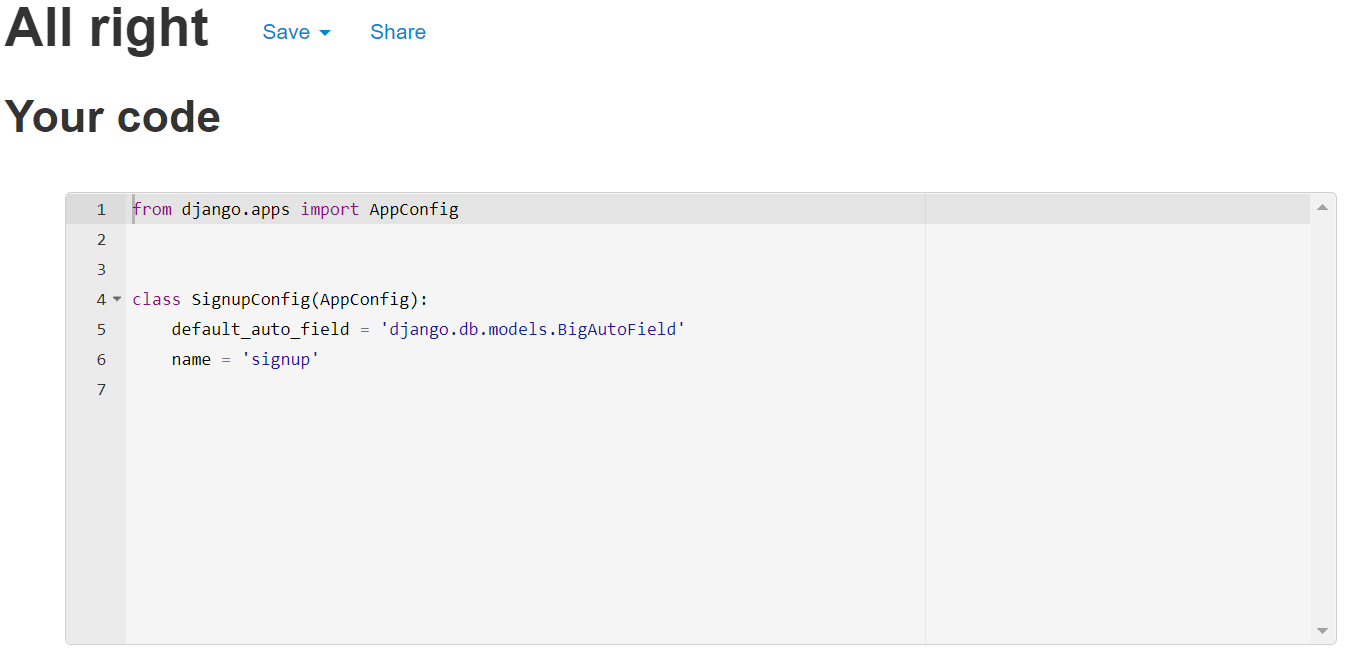 All right Save Share
Your code
1 from django.apps import AppConfig
2
3
4 class SignupConfig(AppConfig):
5     default_auto_field = 'django.db.models.BigAutoField'
6     name = 'signup'
7